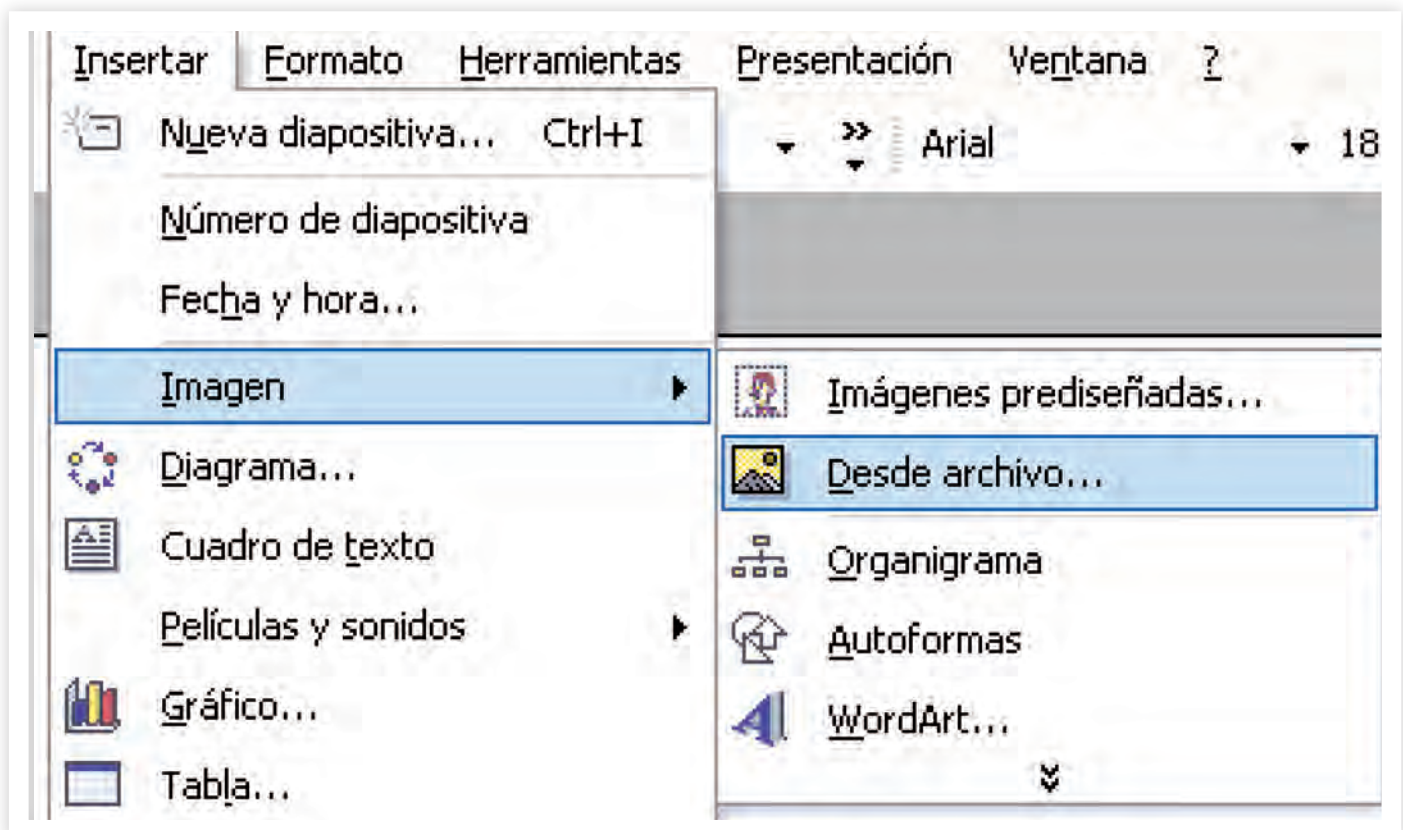 Insertar Formato Herramientas Presentación Ventana ?
Nueva diapositiva... Ctrl+I
Arial 18
Número de diapositiva
Fecha y hora...
Imagen
Diagrama...
Cuadro de texto
Películas y sonidos
Gráfico...
Tabla...
Imágenes prediseñadas...
Desde archivo...
Organigrama
Autoformas
WordArt...